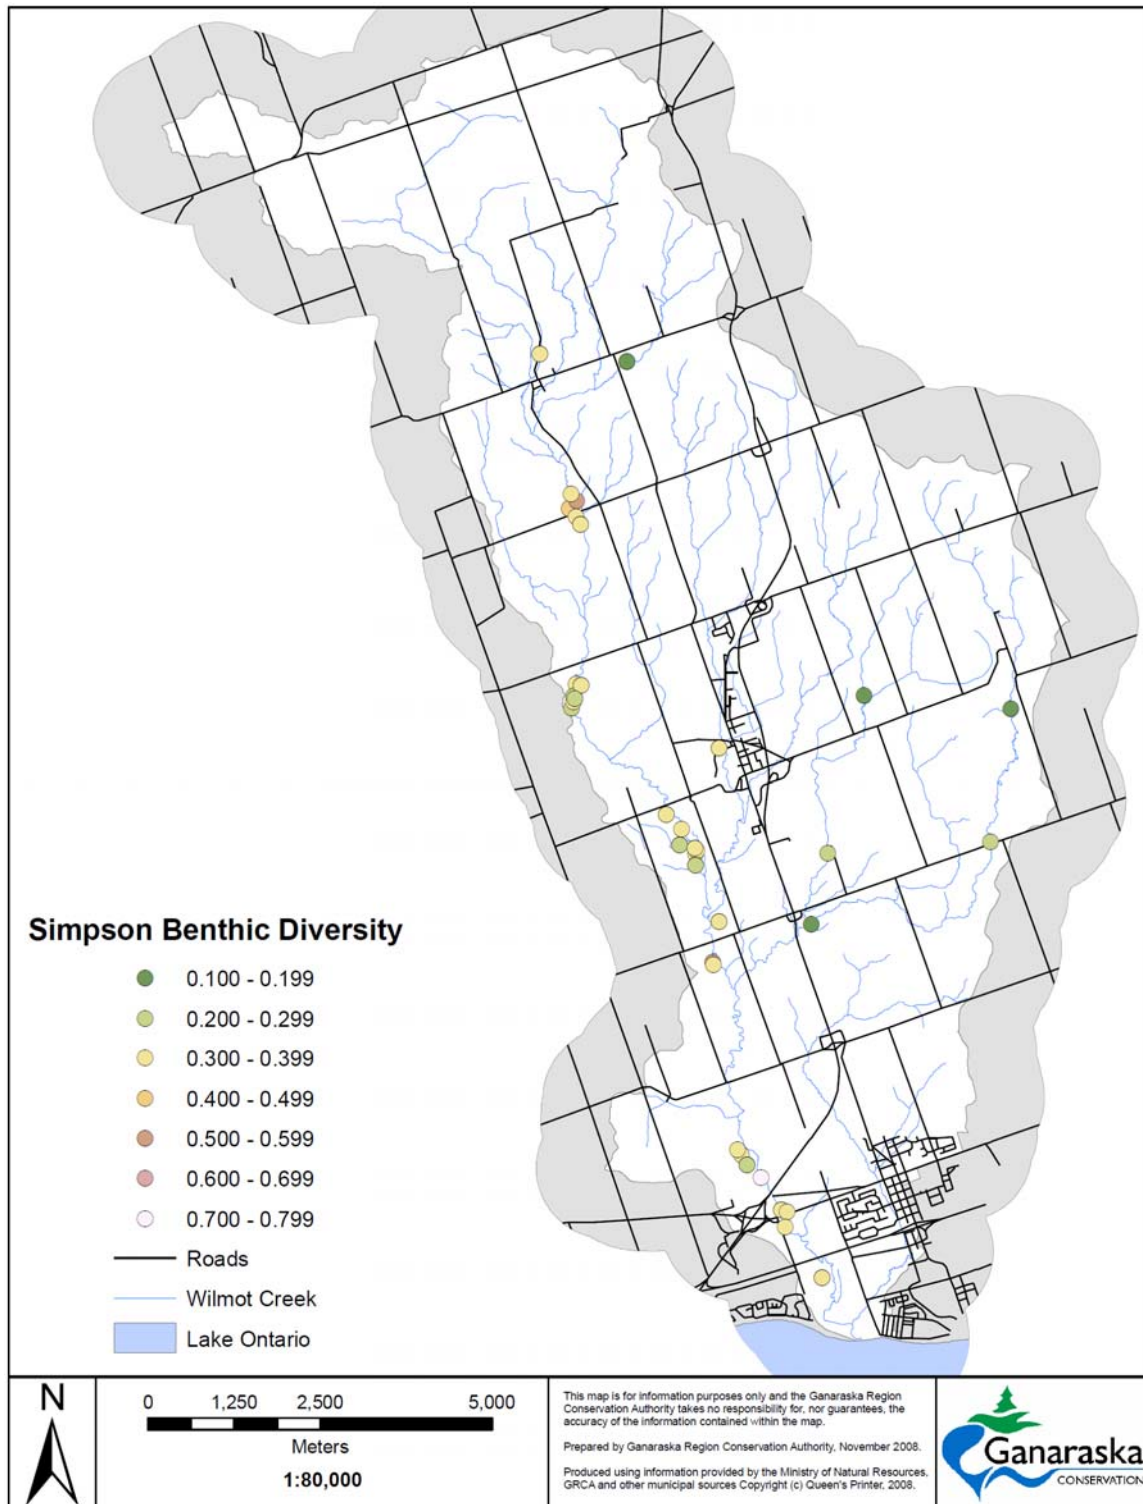 Simpson Benthic Diversity
0.100 - 0.199
0.200 - 0.299
0.300 - 0.399
0.400 - 0.499
0.500 - 0.599
0.600 - 0.699
0.700 - 0.799
Roads
Wilmot Creek
Lake Ontario
N
0 1,250 2,500 5,000
Meters
1:80,000
This map is for information purposes only and the Ganaraska Region
Conservation Authority takes no responsibility for, nor guarantees, the
accuracy of the information contained within the map.
Prepared by Ganaraska Region Conservation Authority, November 2008.
Produced using information provided by the Ministry of Natural Resources,
GRCA and other municipal sources Copyright (c) Queen's Printer, 2008.
Ganaraska
CONSERVATION